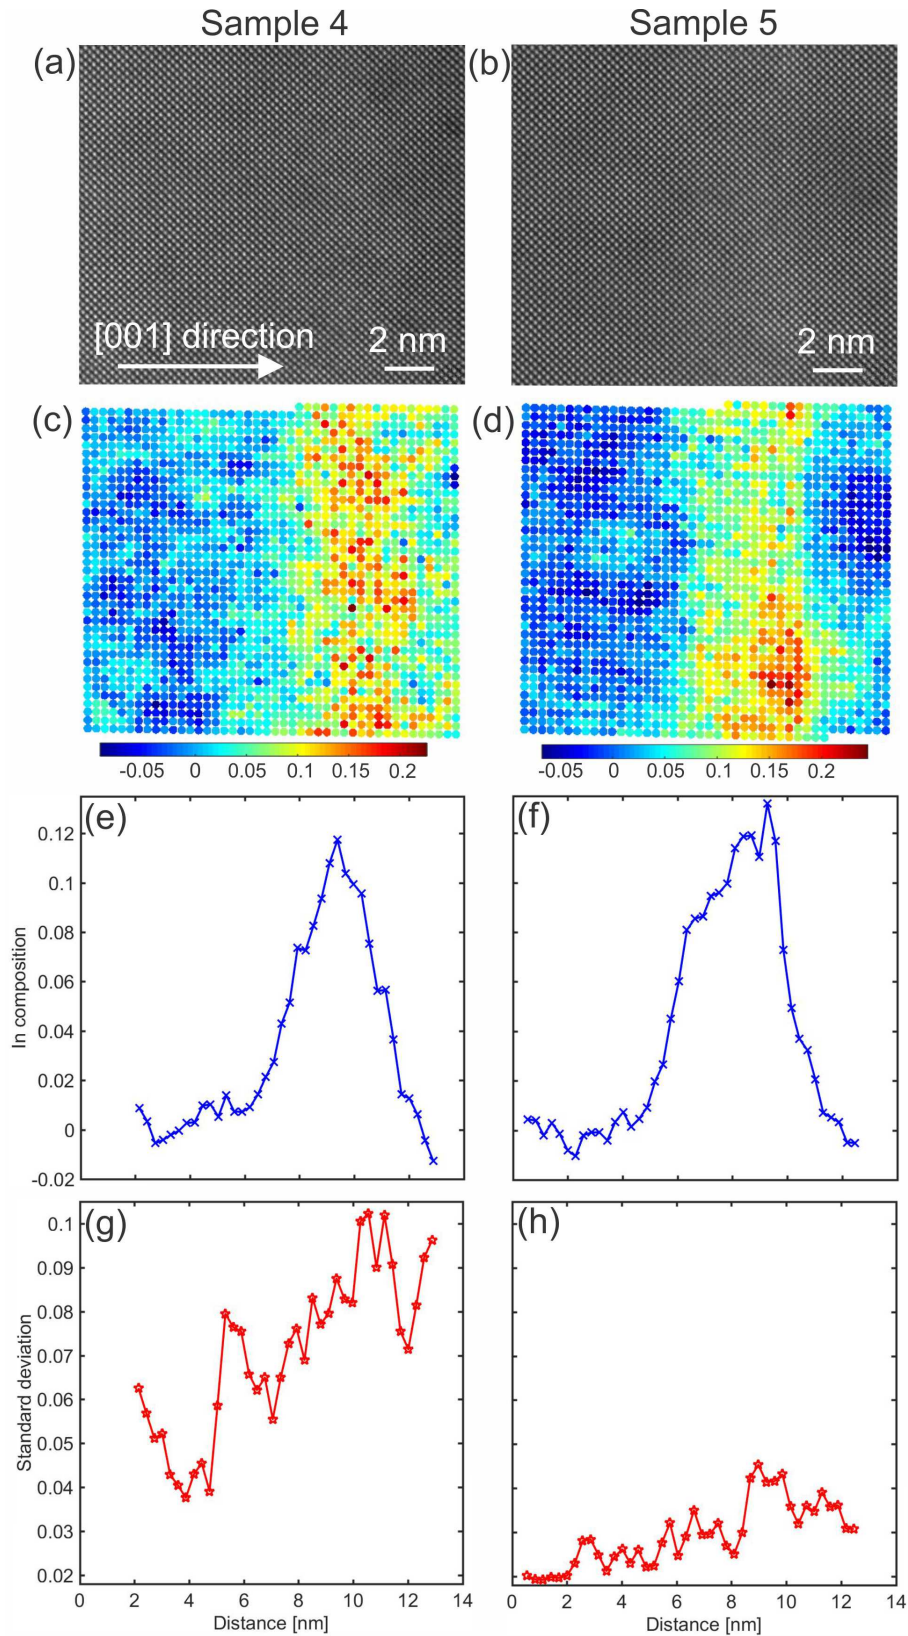 Sample 4 Sample 5
(a) (b)
[001] direction 2 nm 2 nm
(c) (d)
-0.05 0 0.05 0.1 0.15 0.2 -0.05 0 0.05 0.1 0.15 0.2
(e) (f)
0.12
0.1
0.08
0.06
0.04
0.02
0
-0.02
In composition
(g) (h)
0.1
0.09
0.08
0.07
0.06
0.05
0.04
0.03
0.02
Standard deviation
0 2 4 6 8 10 12 14 0 2 4 6 8 10 12 14
Distance [nm] Distance [nm]